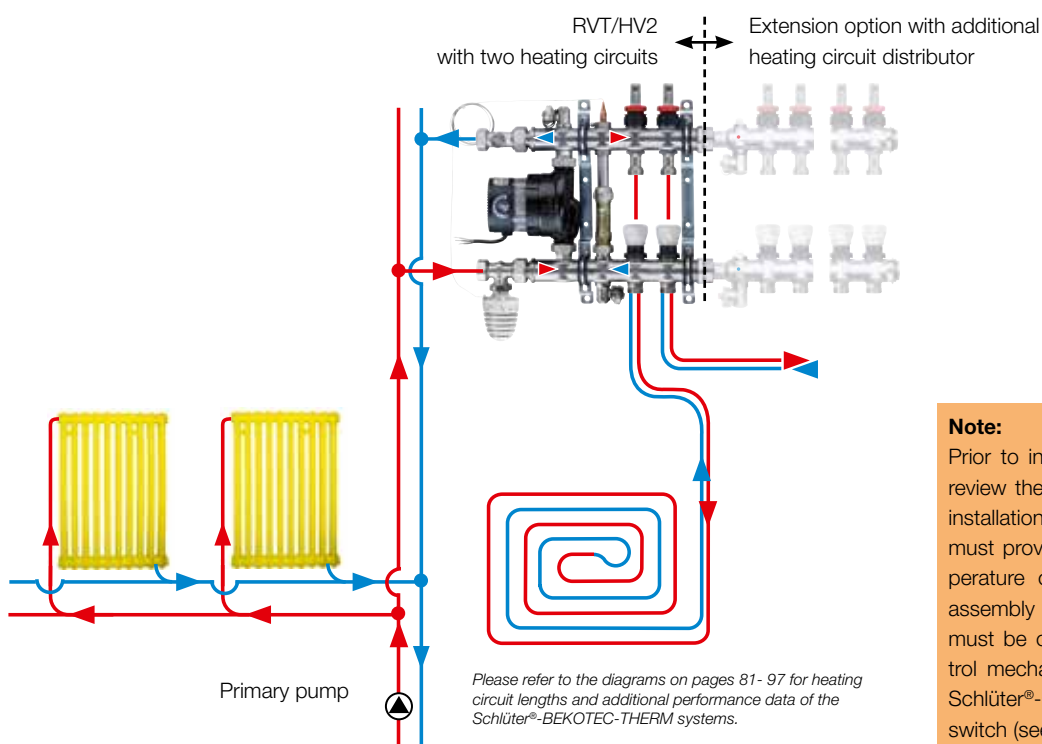 RVT/HV2
with two heating circuits
Extension option with additional
heating circuit distributor
Note:
Prior to in
review the
installation
must prov
perature c
assembly
must be c
trol mecha
Schlüter®-
switch (see
Primary pump
Please refer to the diagrams on pages 81- 97 for heating
circuit lengths and additional performance data of the
Schlüter®-BEKOTEC-THERM systems.